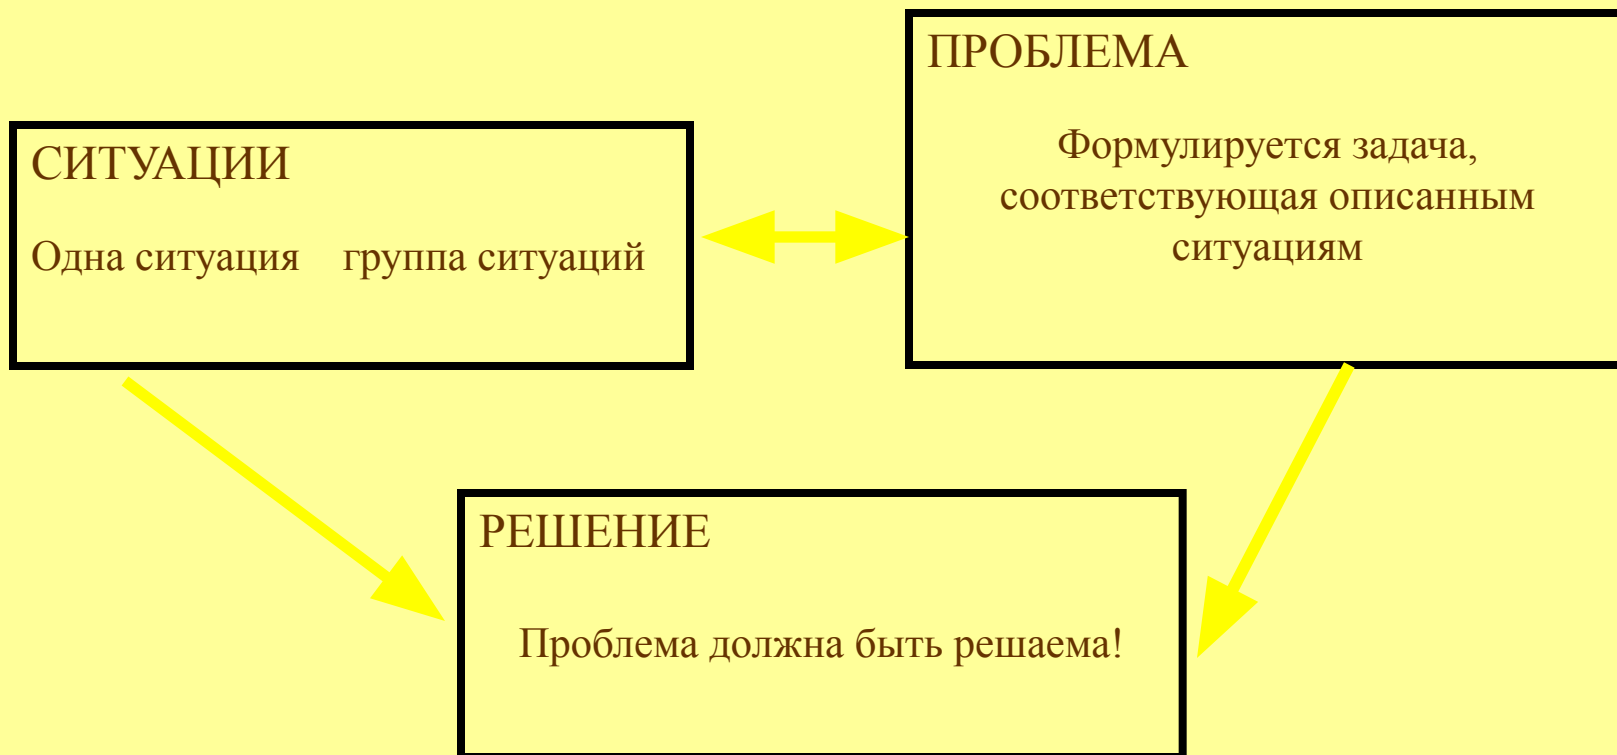 СИТУАЦИИ
Одна ситуация группа ситуаций
ПРОБЛЕМА
Формулируется задача,
соответствующая описанным
ситуациям
РЕШЕНИЕ
Проблема должна быть решаема!